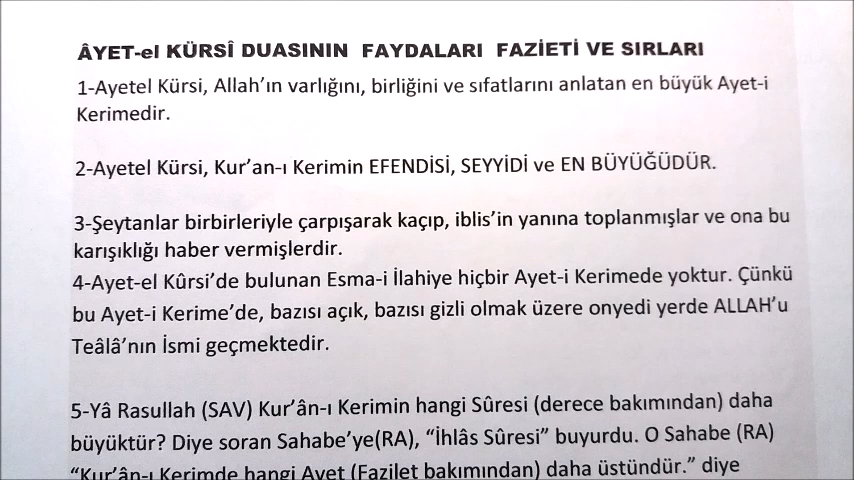 ÂYET-el KÜRSÎ DUASININ FAYDALARI FAZİETİ VE SIRLARI
1-Ayetel Kürsi, Allah’ın varlığını, birliğini ve sıfatlarını anlatan en büyük Ayet-i
Kerimedir.
2-Ayetel Kürsi, Kur’an-ı Kerimin EFENDİSİ, SEYYİDİ ve EN BÜYÜĞÜDÜR.
3-Şeytanlar birbirleriyle çarpışarak kaçıp, iblis’in yanına toplanmışlar ve ona bu
karışıklığı haber vermişlerdir.
4-Ayet-el Kûrsi’de bulunan Esma-i İlahiye hiçbir Ayet-i Kerimede yoktur. Çünkü
bu Ayet-i Kerime’de, bazısı açık, bazısı gizli olmak üzere onyedi yerde ALLAH’u
Teâlâ’nın İsmi geçmektedir.
5-Yâ Rasullah (SAV) Kur’ân-ı Kerimin hangi Sûresi (derece bakımından) daha
büyüktür? Diye soran Sahabe’ye(RA), “İhlâs Sûresi” buyurdu. O Sahabe (RA)
“Kur’ân-ı Kerimde hangi Ayet (Fazilet bakımından) daha üstündür.” diye